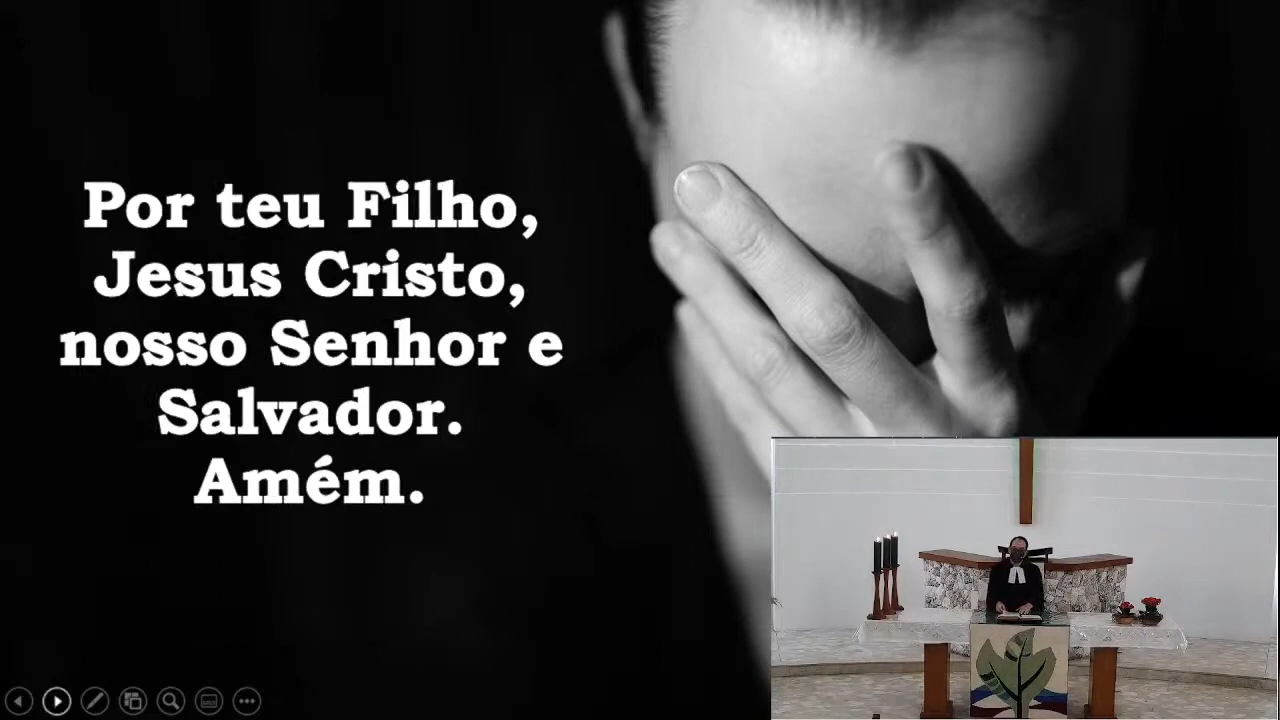 Por teu Filho,
Jesus Cristo,
nosso Senhor e
Salvador.
Amém.